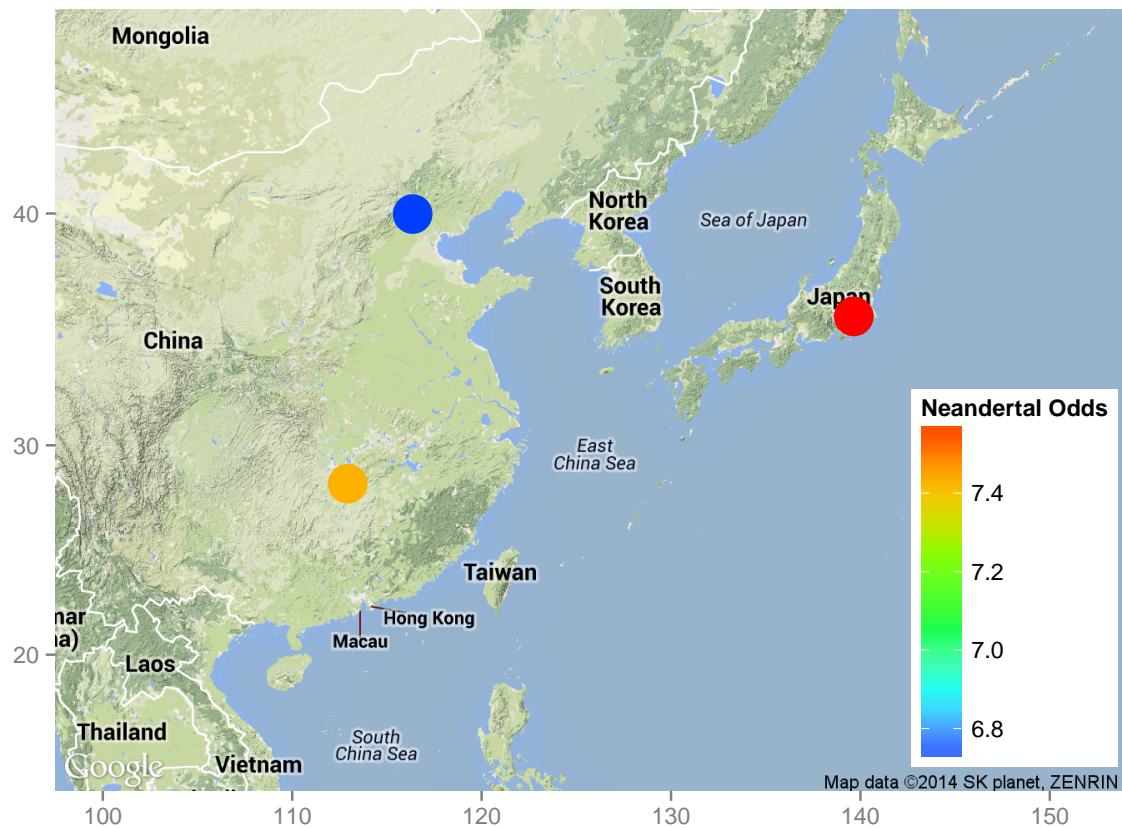 Mongolia
40
North
Korea
Sea of Japan
South
Korea
Japan
China
Neandertal Odds
30
East
China Sea
7.4
7.2
Taiwan
mar
Hong Kong
na)
Macau
20
Laos
7.0
6.8
Thailand
South
China Sea
Google
Vietnam
Map data ©2014 SK planet, ZENRIN
100
110
120
130
140
150